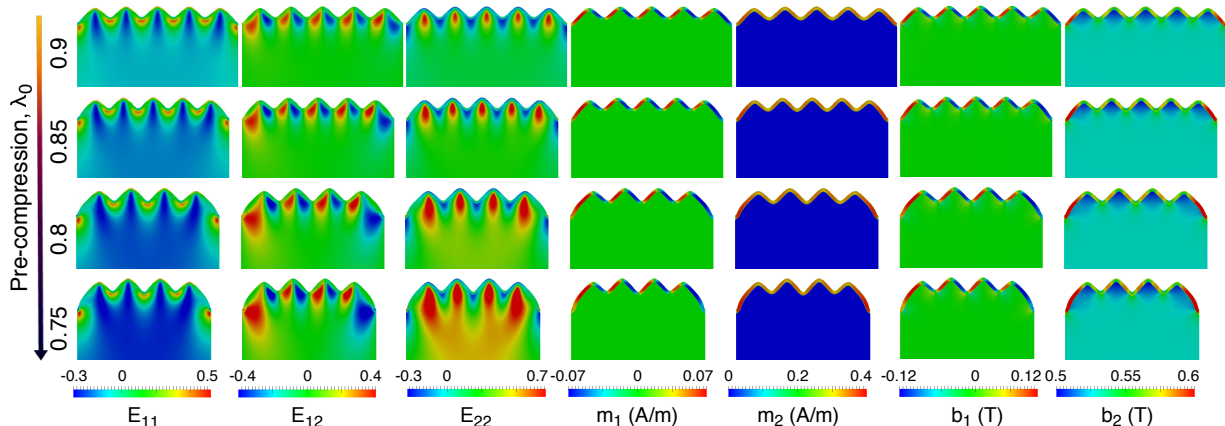 Pre-compression, λ0
0.9
0.85
0.8
0.75
-0.3 0 0.5
E11
-0.4 0 0.4
E12
-0.3 0 0.7
E22
-0.07 0 0.07
m1 (A/m)
0 0.2 0.4
m2 (A/m)
-0.12 0 0.12
b1 (T)
0.5 0.55 0.6
b2 (T)